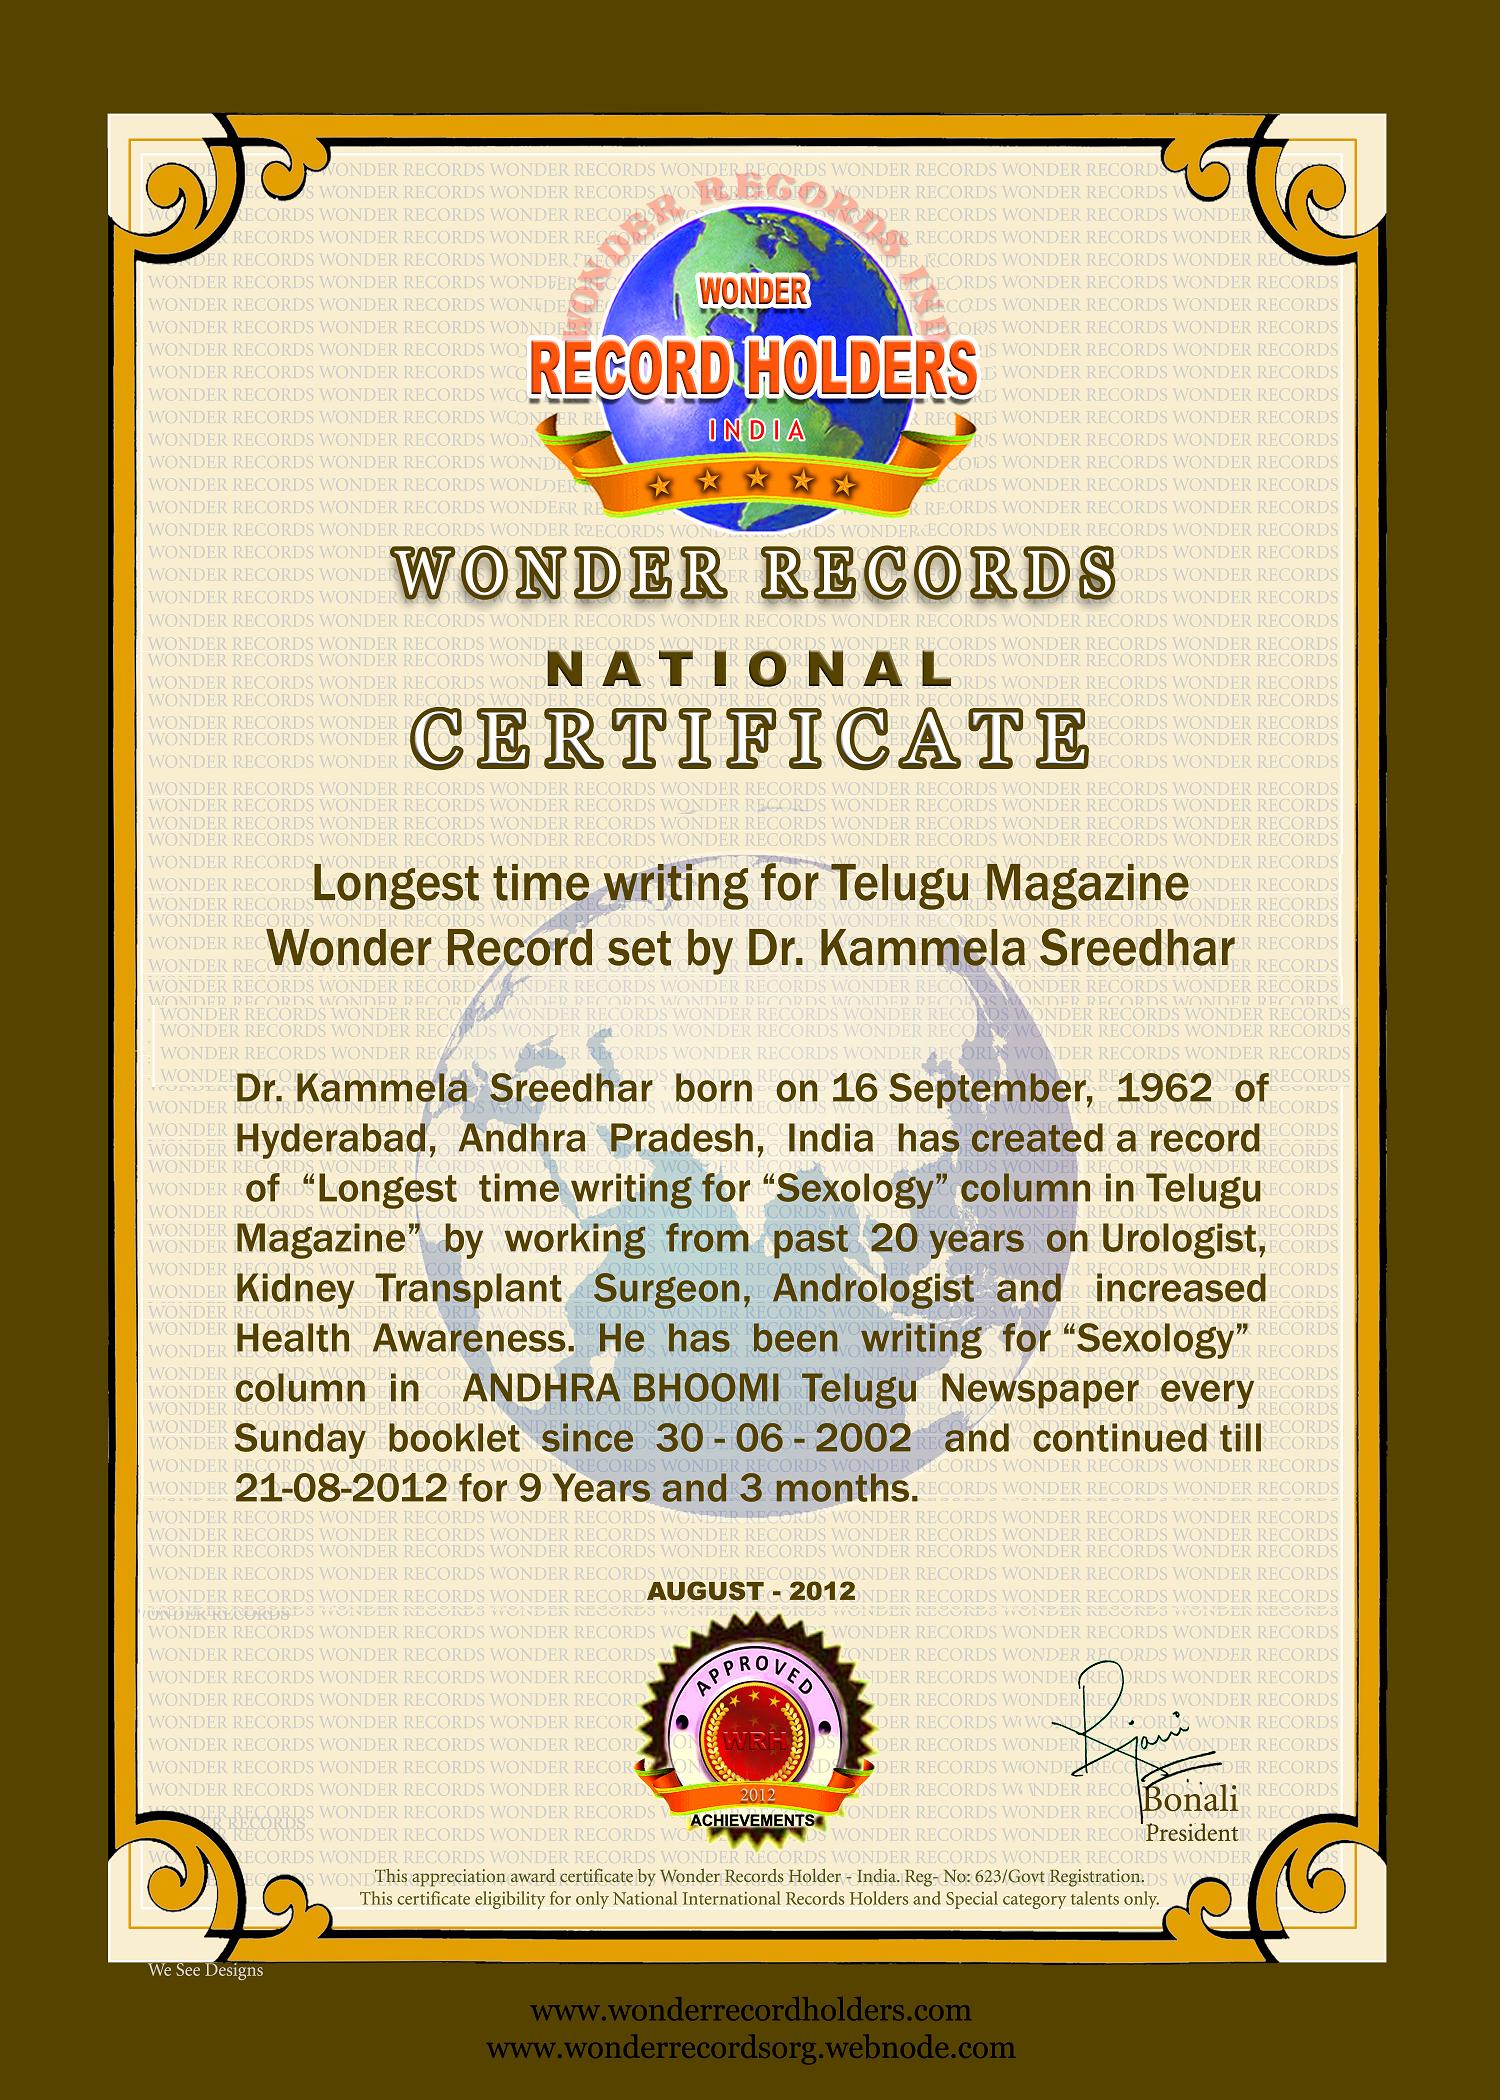 WONDER RECORDS IND
WONDER
RECORD HOLDERS
INDIA
WONDER RECORDS
NATIONAL
CERTIFICATE
Longest time writing for Telugu Magazine
Wonder Record set by Dr. Kammela Sreedhar
Dr. Kammela Sreedhar born on 16 September, 1962 of
Hyderabad, Andhra Pradesh, India has created a record
of “Longest time writing for “Sexology” column in Telugu
Magazine” by working from past 20 years on Urologist,
Kidney Transplant Surgeon, Andrologist and increased
Health Awareness. He has been writing for “Sexology”
column in ANDHRA BHOOMI Telugu Newspaper every
Sunday booklet since 30 - 06 - 2002 and continued till
21-08-2012 for 9 Years and 3 months.
AUGUST - 2012
APPROVED
WRH
2012
ACHIEVEMENTS
Bonali
President
This appreciation award certificate by Wonder Records Holder - India. Reg- No: 623/Govt Registration.
This certificate eligibility for only National International Records Holders and Special category talents only.
We See Designs
www.wonderrecordholders.com
www.wonderrecordsorg.webnode.com